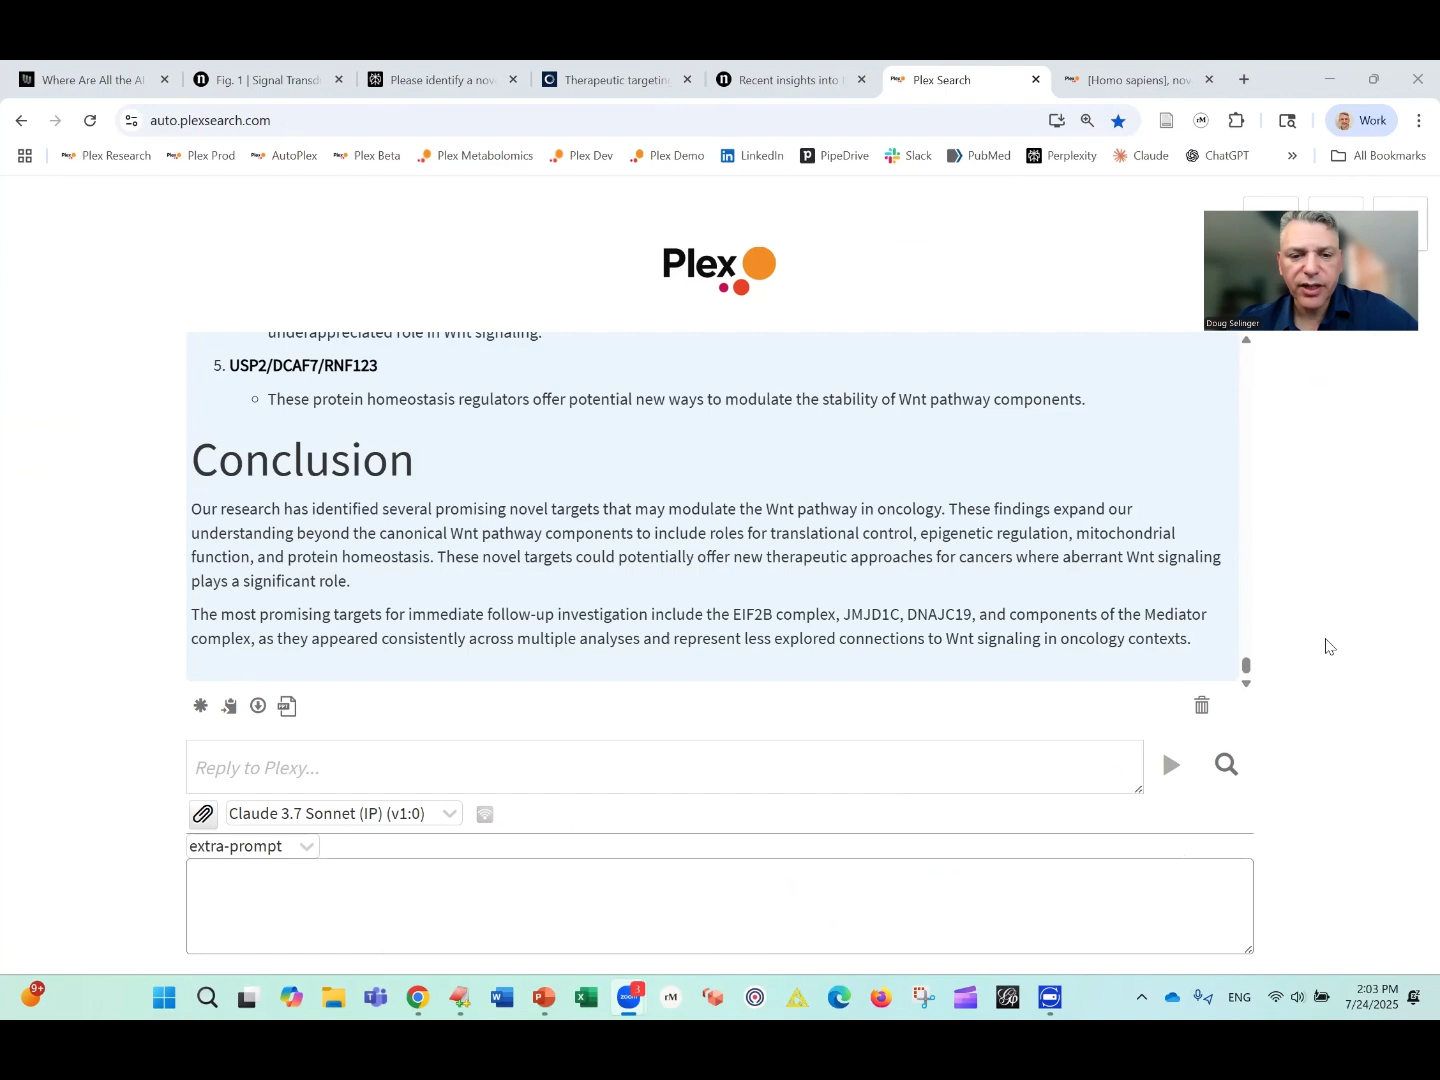 Where Are All the A
Fig. 1 | Signal Transd
Please identify a nov
Therapeutic targeting
Recent insights into
Plex Search
[Homo sapiens], nov
auto.plexsearch.com
Work
Plex Research
Plex Prod
AutoPlex
Plex Beta
Plex Metabolomics
Plex Dev
Plex Demo
LinkedIn
PipeDrive
Slack
PubMed
Perplexity
Claude
ChatGPT
All Bookmarks
Plex
Doug Selinger
underappreciated role in Wnt signaling.
5. USP2/DCAF7/RNF123
These protein homeostasis regulators offer potential new ways to modulate the stability of Wnt pathway components.
Conclusion
Our research has identified several promising novel targets that may modulate the Wnt pathway in oncology. These findings expand our
understanding beyond the canonical Wnt pathway components to include roles for translational control, epigenetic regulation, mitochondrial
function, and protein homeostasis. These novel targets could potentially offer new therapeutic approaches for cancers where aberrant Wnt signaling
plays a significant role.
The most promising targets for immediate follow-up investigation include the EIF2B complex, JMJD1C, DNAJC19, and components of the Mediator
complex, as they appeared consistently across multiple analyses and represent less explored connections to Wnt signaling in oncology contexts.
PPT
Reply to Plexy...
Claude 3.7 Sonnet (IP) (v1:0)
extra-prompt
9+
zoom
3
rM
ENG
2:03 PM
7/24/2025